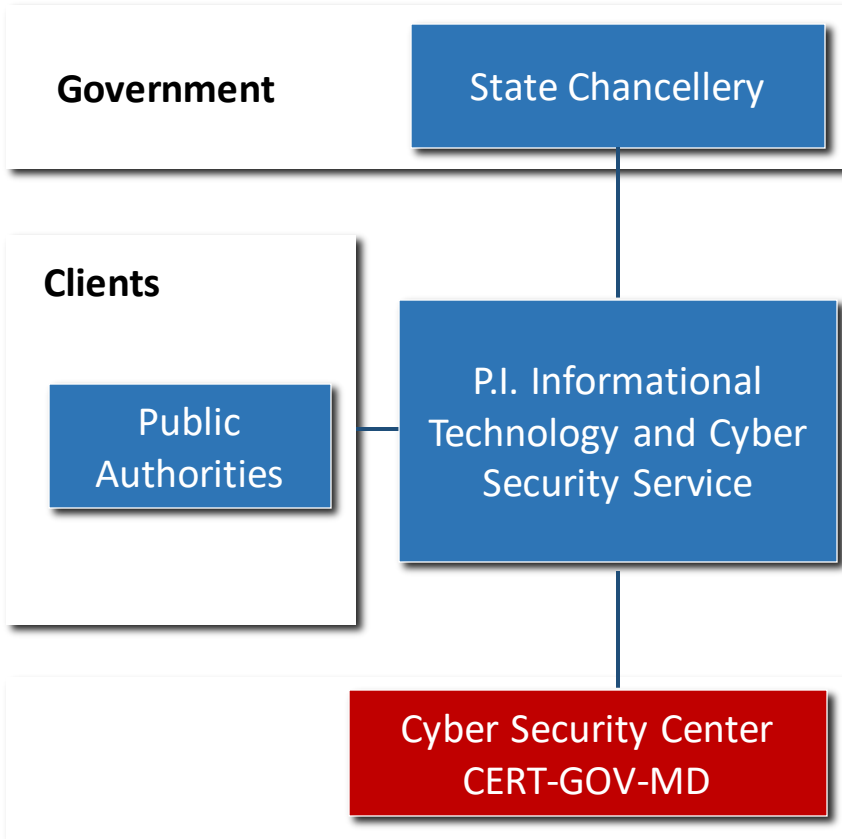 Government
State Chancellery
Clients
Public
Authorities
P.I. Informational
Technology and Cyber
Security Service
Cyber Security Center
CERT-GOV-MD